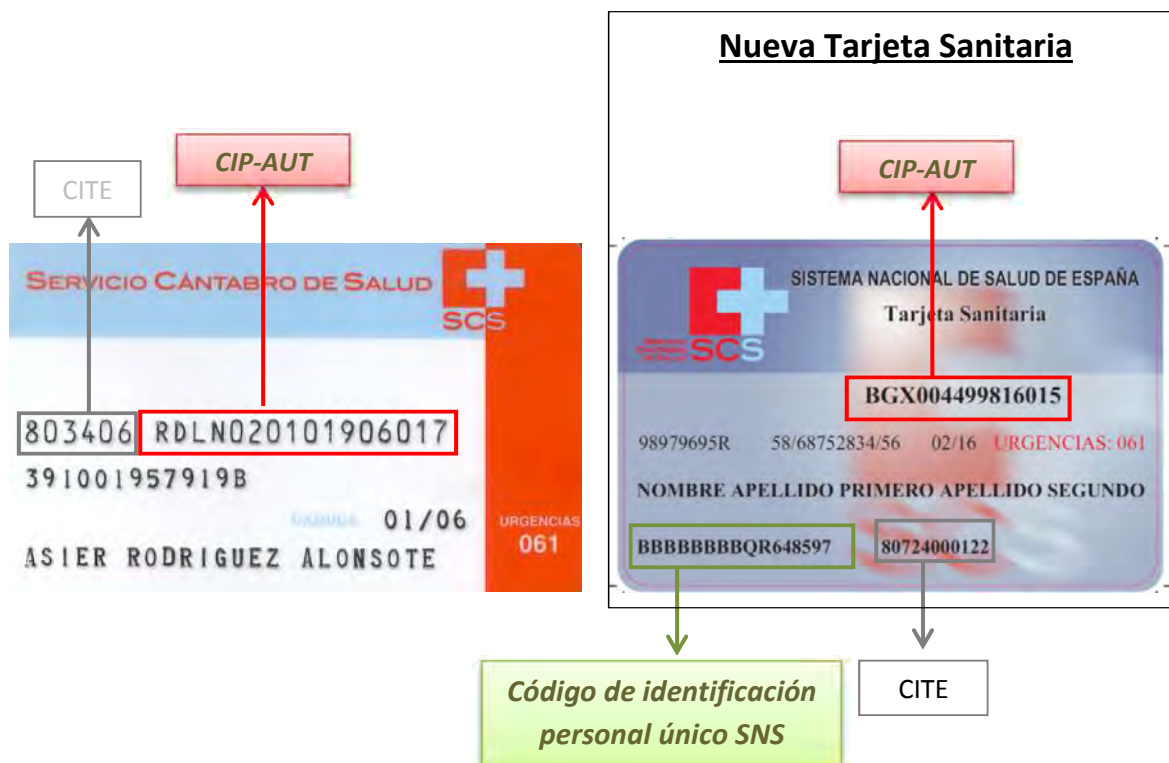 Nueva Tarjeta Sanitaria
CIP-AUT
CITE
CIP-AUT
SERVICIO CÁNTABRO DE SALUD
SCS
803406 RDLN020101906017
391001957919B
CADUCA 01/06
URGENCIAS
061
ASIER RODRIGUEZ ALONSOTE
SISTEMA NACIONAL DE SALUD DE ESPAÑA
Tarjeta Sanitaria
SCS
BGX004499816015
98979695R 58/68752834/56 02/16 URGENCIAS: 061
NOMBRE APELLIDO PRIMERO APELLIDO SEGUNDO
BBBBBBBBQR648597 80724000122
Código de identificación
personal único SNS
CITE